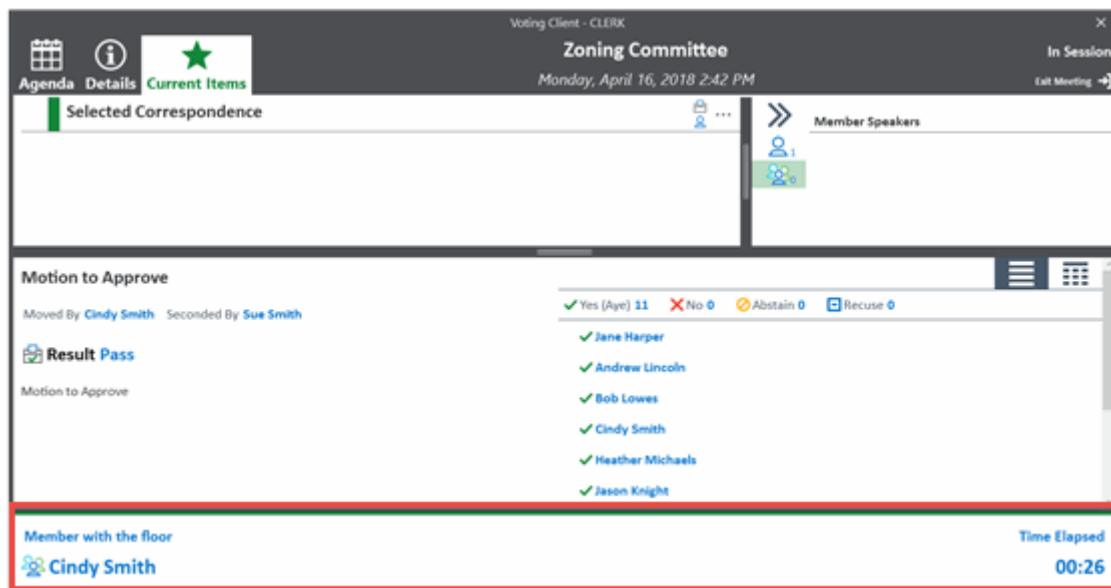 Voting Client - CLERK
Zoning Committee
In Session
Agenda Details Current Items
Monday, April 16, 2018 2:42 PM
Exit Meeting
Selected Correspondence
...
Member Speakers
1
0
Motion to Approve
Moved By Cindy Smith Seconded By Sue Smith
Yes (Aye) 11 No 0 Abstain 0 Recuse 0
Result Pass
Motion to Approve
Jane Harper
Andrew Lincoln
Bob Lowes
Cindy Smith
Heather Michaels
Jason Knight
Member with the floor
Time Elapsed
Cindy Smith
00:26